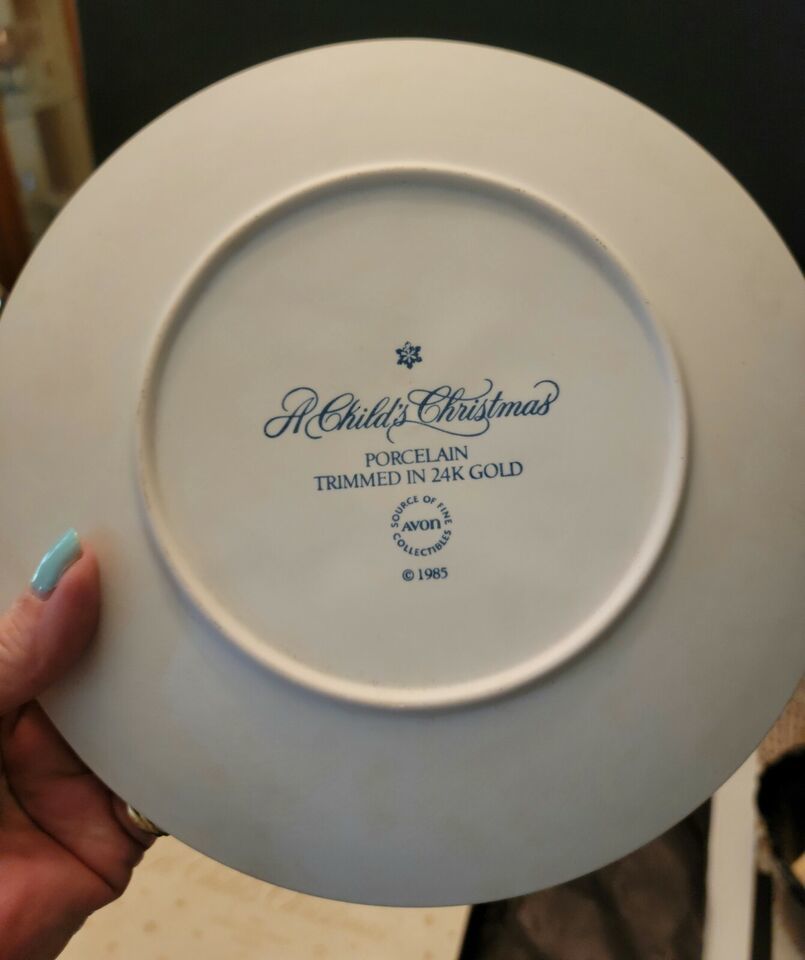 A Child's Christmas
PORCELAIN
TRIMMED IN 24K GOLD
SOURCE OF FINE
AVON
COLLECTIBLES
© 1985